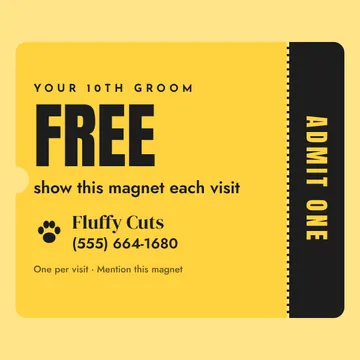 YOUR 10TH GROOM
FREE
show this magnet each visit
Fluffy Cuts
(555) 664-1680
One per visit · Mention this magnet
ADMIT ONE